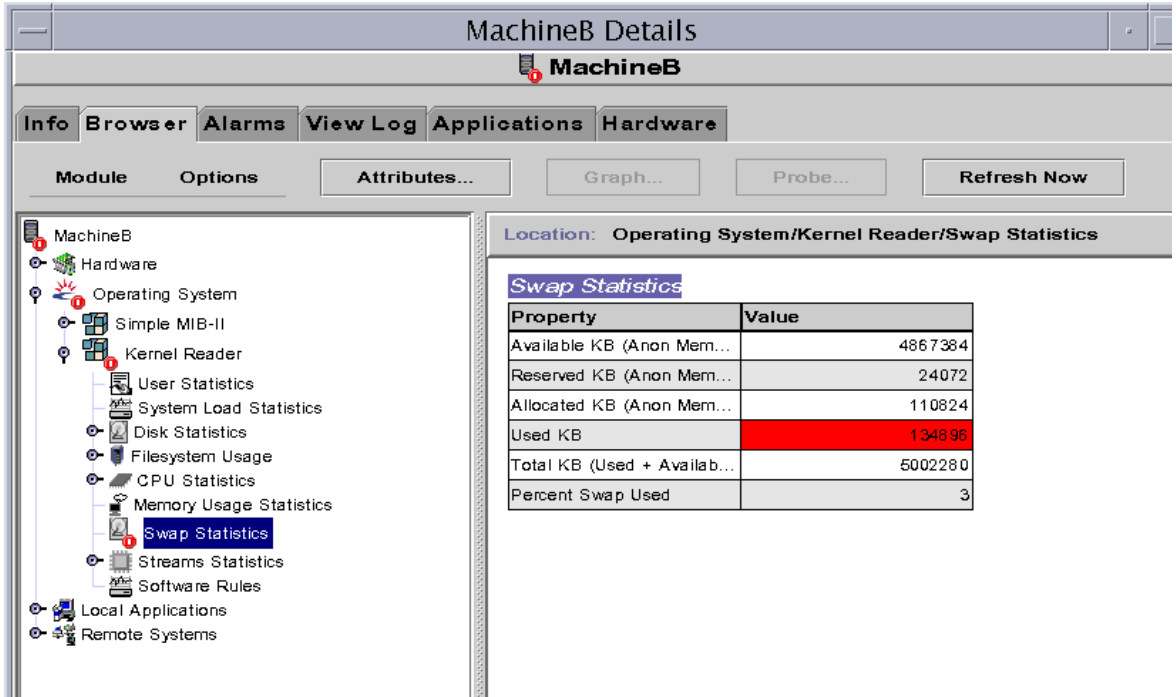 MachineB Details
MachineB
Info Browser Alarms View Log Applications Hardware
Module Options Attributes... Graph... Probe... Refresh Now
MachineB
Hardware
Operating System
Simple MIB-II
Kernel Reader
User Statistics
System Load Statistics
Disk Statistics
Filesystem Usage
CPU Statistics
Memory Usage Statistics
Swap Statistics
Streams Statistics
Software Rules
Local Applications
Remote Systems
Location: Operating System/Kernel Reader/Swap Statistics
Swap Statistics
Property Value
Available KB (Anon Mem... 4867384
Reserved KB (Anon Mem... 24072
Allocated KB (Anon Mem... 110824
Used KB 134896
Total KB (Used + Availab... 5002280
Percent Swap Used 3